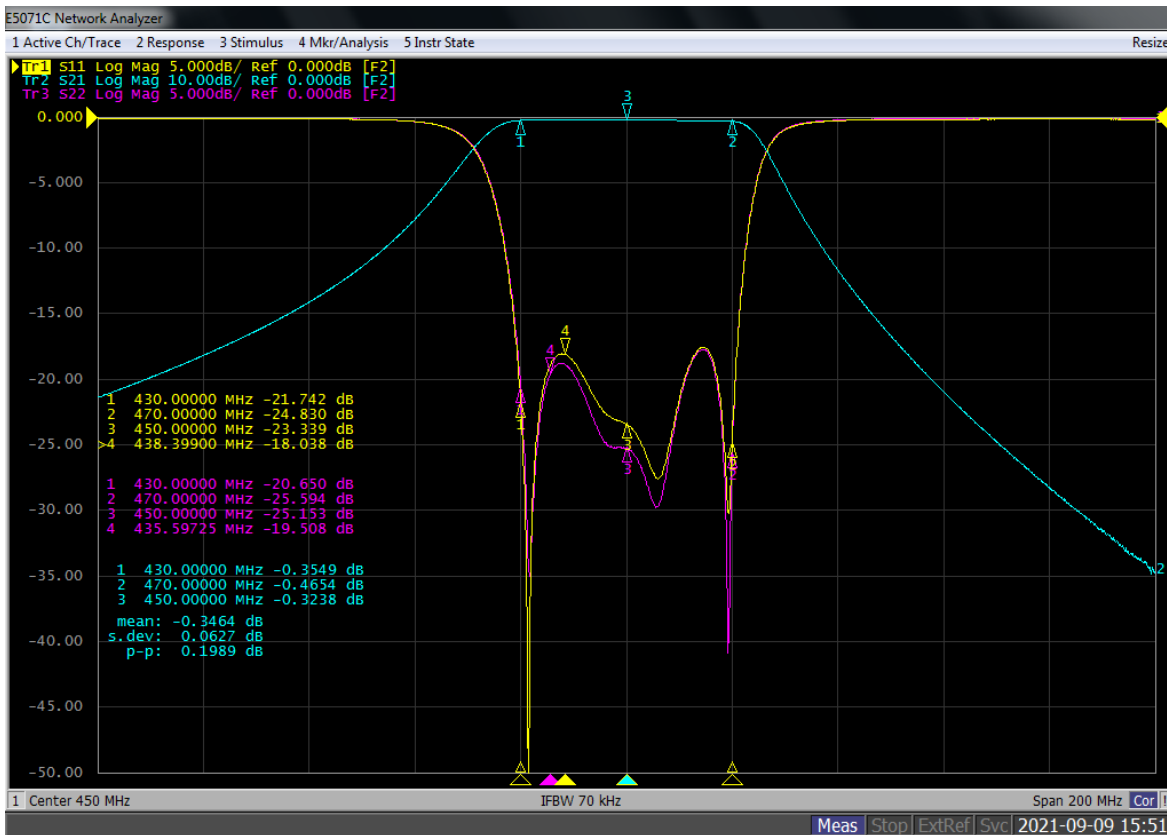 E5071C Network Analyzer
1 Active Ch/Trace 2 Response 3 Stimulus 4 Mkr/Analysis 5 Instr State Resize
Tr1 S11 Log Mag 5.000dB/ Ref 0.000dB [F2]
Tr2 S21 Log Mag 10.00dB/ Ref 0.000dB [F2]
Tr3 S22 Log Mag 5.000dB/ Ref 0.000dB [F2]
3
0.000
1 2
-5.000
-10.00
-15.00
4
4
-20.00
1 430.00000 MHz -21.742 dB
2 470.00000 MHz -24.830 dB
3 450.00000 MHz -23.339 dB
>4 438.39900 MHz -18.038 dB
1
3
-25.00
3
1 430.00000 MHz -20.650 dB
2 470.00000 MHz -25.594 dB
3 450.00000 MHz -25.153 dB
4 435.59725 MHz -19.508 dB
-30.00
1 430.00000 MHz -0.3549 dB
2 470.00000 MHz -0.4654 dB
3 450.00000 MHz -0.3238 dB
2
-35.00
mean: -0.3464 dB
s.dev: 0.0627 dB
p-p: 0.1989 dB
-40.00
-45.00
-50.00
1 Center 450 MHz IFBW 70 kHz Span 200 MHz Cor !
Meas Stop ExtRef Svc 2021-09-09 15:51